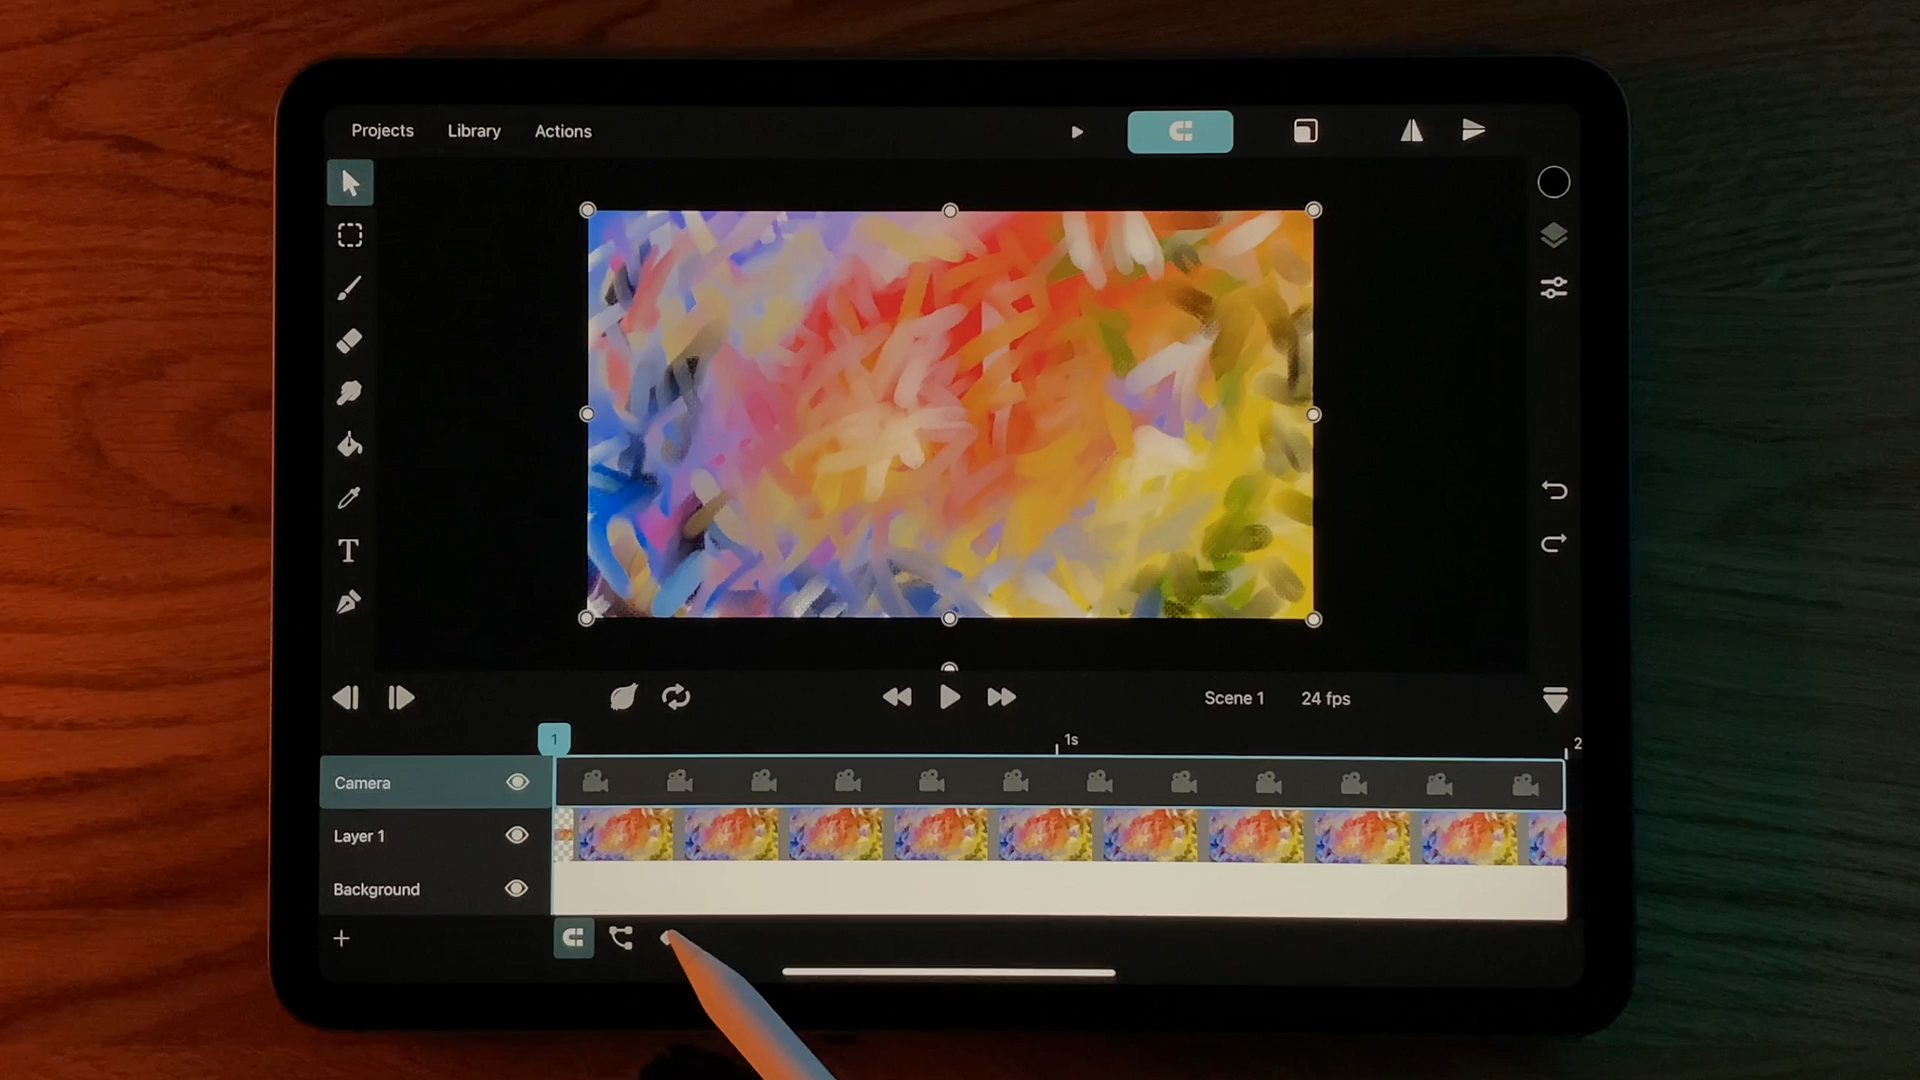 Projects Library Actions
T
Scene 1 24 fps
1 1s 2
Camera
Layer 1
Background